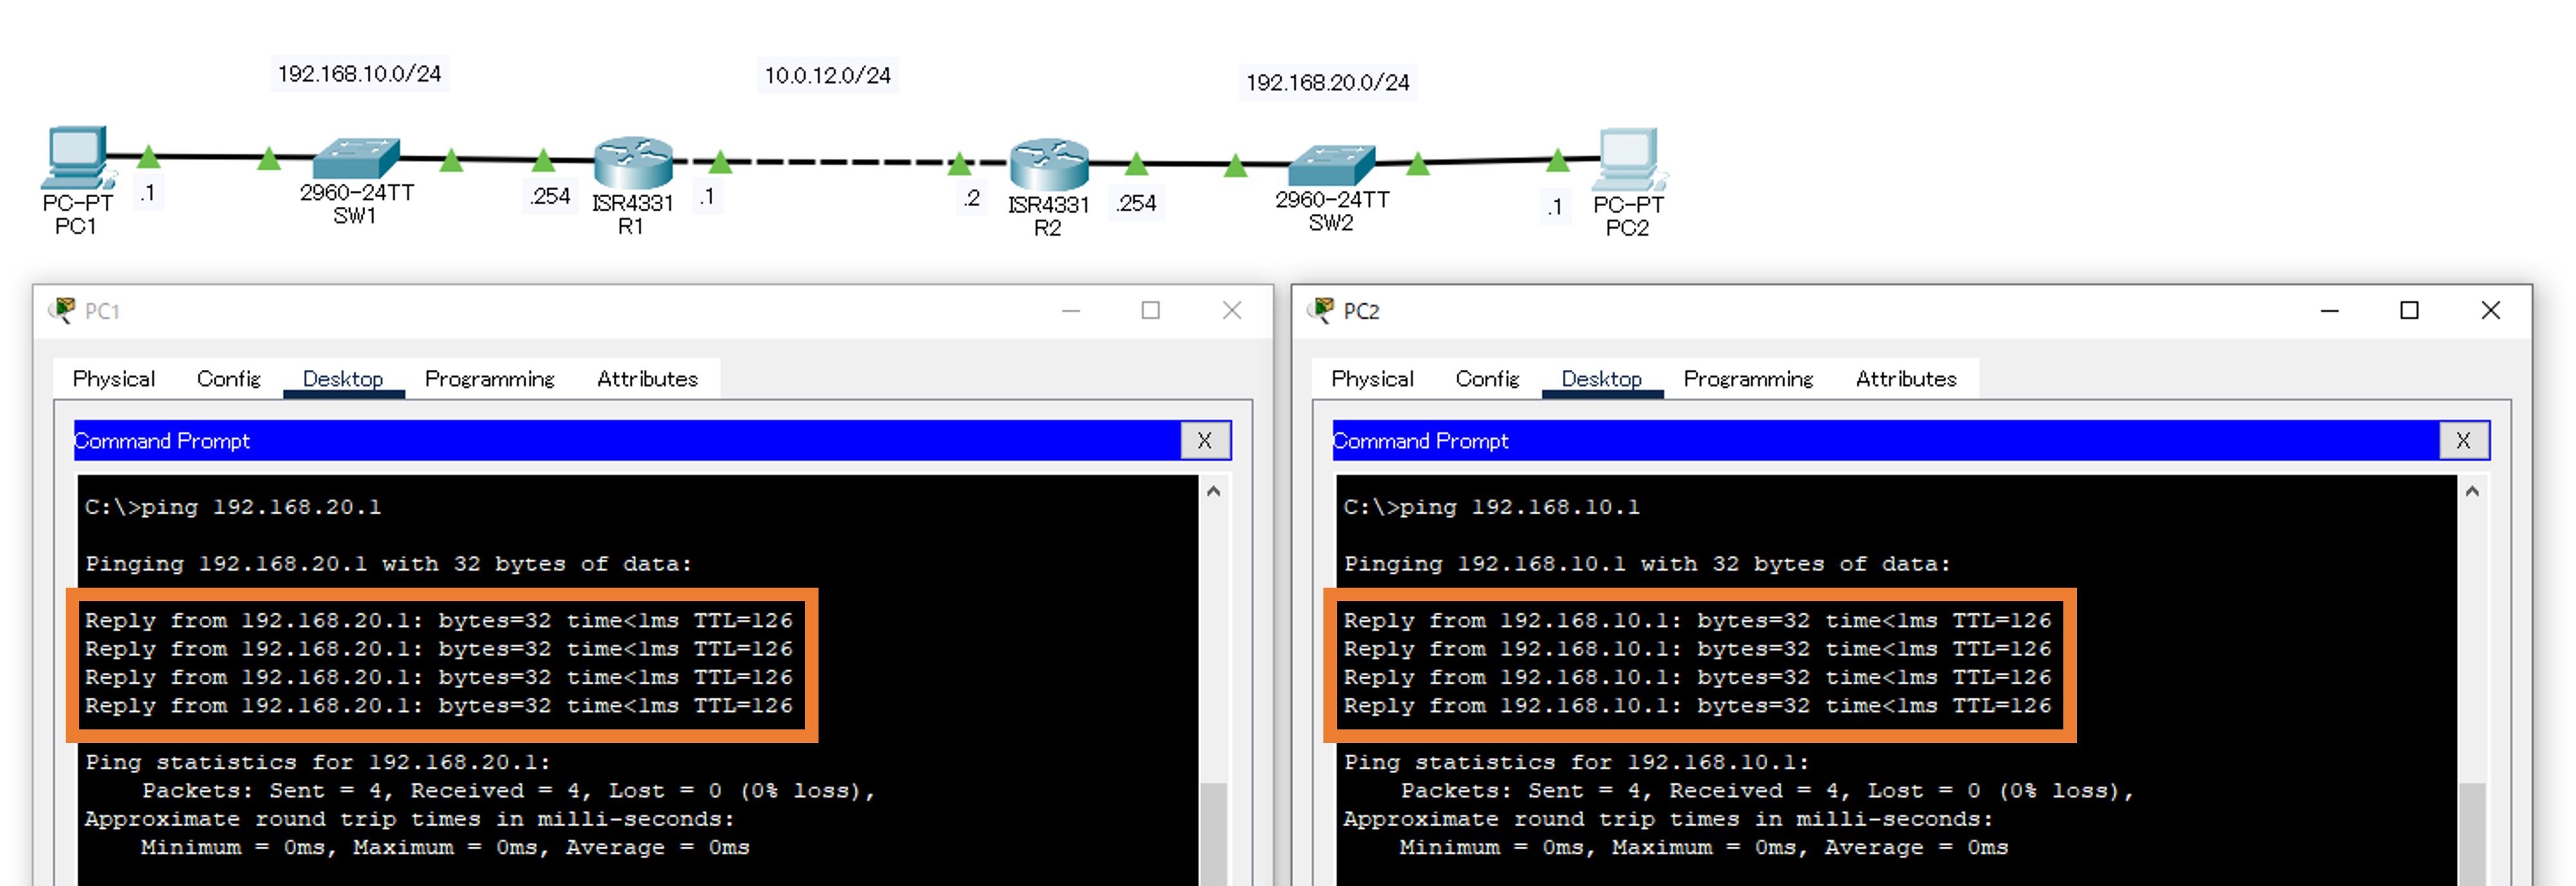 192.168.10.0/24
10.0.12.0/24
192.168.20.0/24
.1
.254
.1
.2
.254
.1
PC-PT
PC1
2960-24TT
SW1
ISR4331
R1
ISR4331
R2
2960-24TT
SW2
PC-PT
PC2
PC1
Physical Config Desktop Programming Attributes
Command Prompt X
C:\>ping 192.168.20.1
Pinging 192.168.20.1 with 32 bytes of data:
Reply from 192.168.20.1: bytes=32 time<1ms TTL=126
Reply from 192.168.20.1: bytes=32 time<1ms TTL=126
Reply from 192.168.20.1: bytes=32 time<1ms TTL=126
Reply from 192.168.20.1: bytes=32 time<1ms TTL=126
Ping statistics for 192.168.20.1:
Packets: Sent = 4, Received = 4, Lost = 0 (0% loss),
Approximate round trip times in milli-seconds:
Minimum = 0ms, Maximum = 0ms, Average = 0ms
PC2
Physical Config Desktop Programming Attributes
Command Prompt X
C:\>ping 192.168.10.1
Pinging 192.168.10.1 with 32 bytes of data:
Reply from 192.168.10.1: bytes=32 time<1ms TTL=126
Reply from 192.168.10.1: bytes=32 time<1ms TTL=126
Reply from 192.168.10.1: bytes=32 time<1ms TTL=126
Reply from 192.168.10.1: bytes=32 time<1ms TTL=126
Ping statistics for 192.168.10.1:
Packets: Sent = 4, Received = 4, Lost = 0 (0% loss),
Approximate round trip times in milli-seconds:
Minimum = 0ms, Maximum = 0ms, Average = 0ms